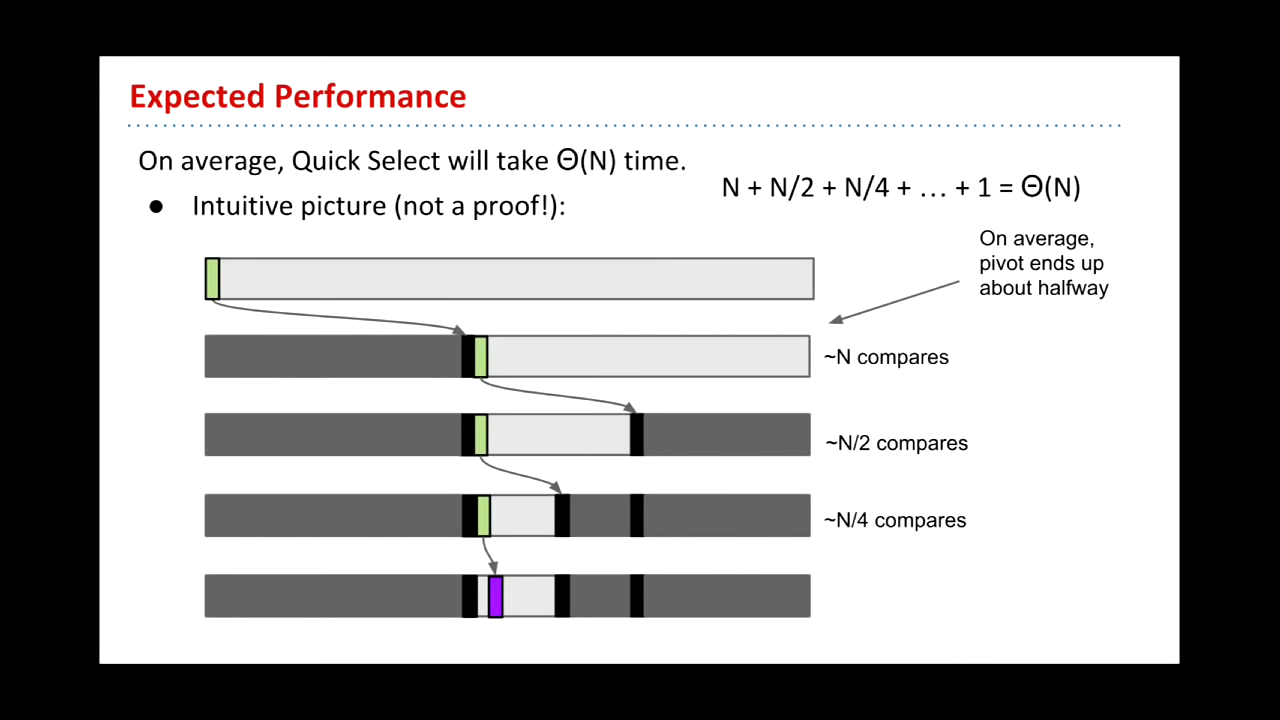 Expected Performance
On average, Quick Select will take Θ(N) time.
N + N/2 + N/4 + … + 1 = Θ(N)
● Intuitive picture (not a proof!):
On average,
pivot ends up
about halfway
~N compares
~N/2 compares
~N/4 compares